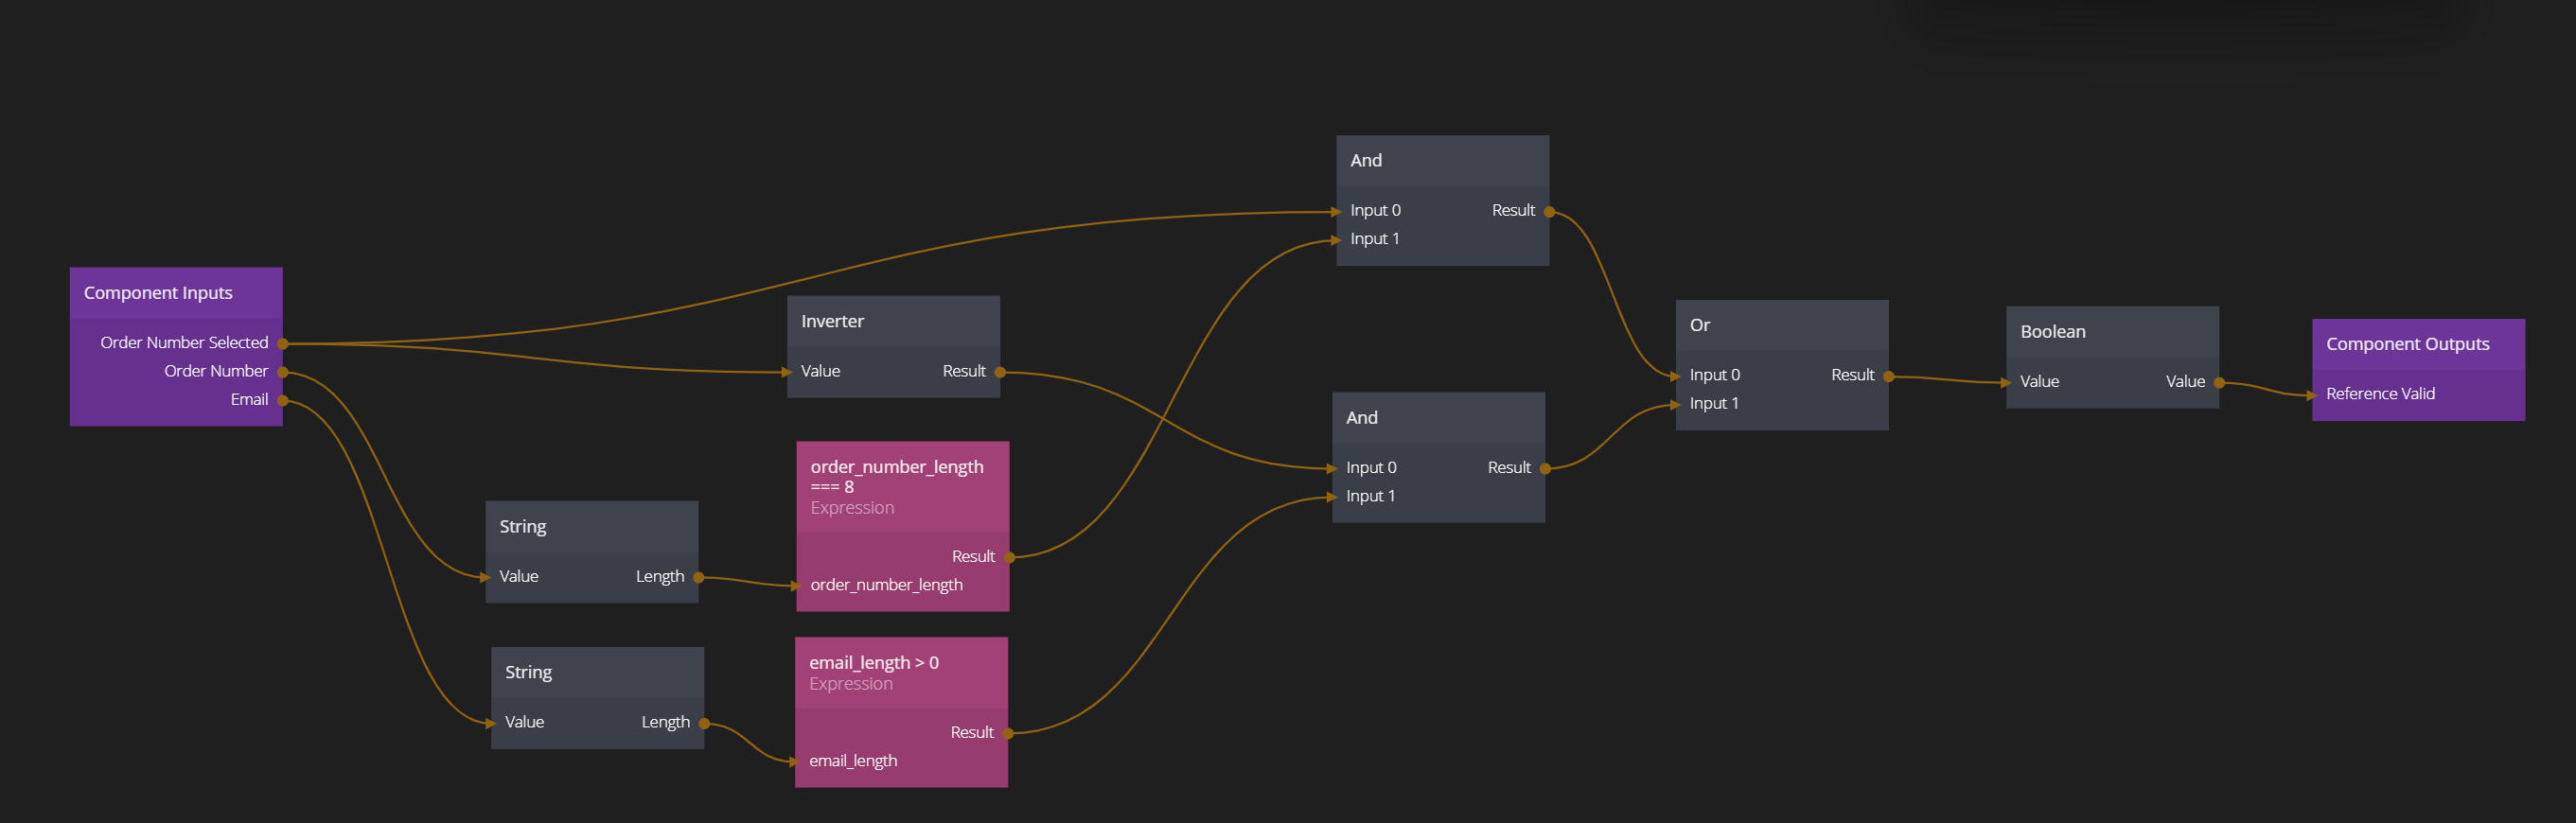 Component Inputs
Order Number Selected
Order Number
Email
Inverter
Value Result
order_number_length
=== 8
Expression
Result
order_number_length
String
Value Length
String
Value Length
email_length > 0
Expression
Result
email_length
And
Input 0 Result
Input 1
And
Input 0 Result
Input 1
Or
Input 0 Result
Input 1
Boolean
Value Value
Component Outputs
Reference Valid